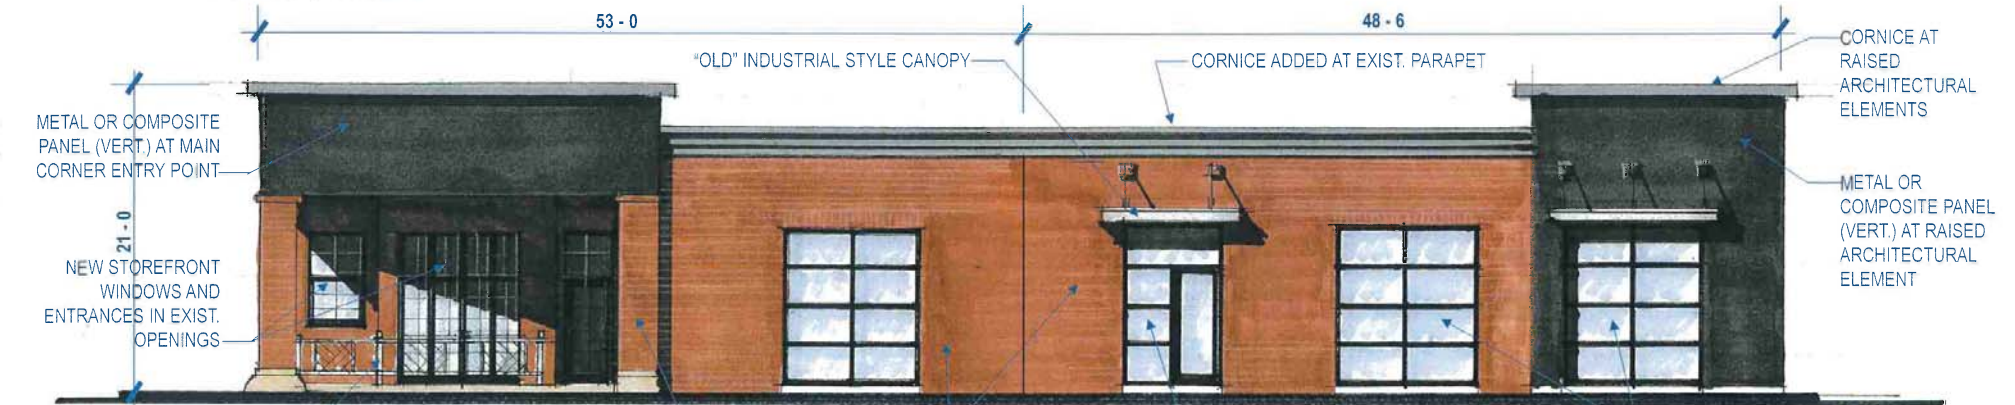 53 - 0
48 - 6
"OLD" INDUSTRIAL STYLE CANOPY
CORNICE ADDED AT EXIST. PARAPET
CORNICE AT
RAISED
ARCHITECTURAL
ELEMENTS
METAL OR COMPOSITE
PANEL (VERT.) AT MAIN
CORNER ENTRY POINT
21 - 0
METAL OR
COMPOSITE PANEL
(VERT.) AT RAISED
ARCHITECTURAL
ELEMENT
NEW STOREFRONT
WINDOWS AND
ENTRANCES IN EXIST.
OPENINGS